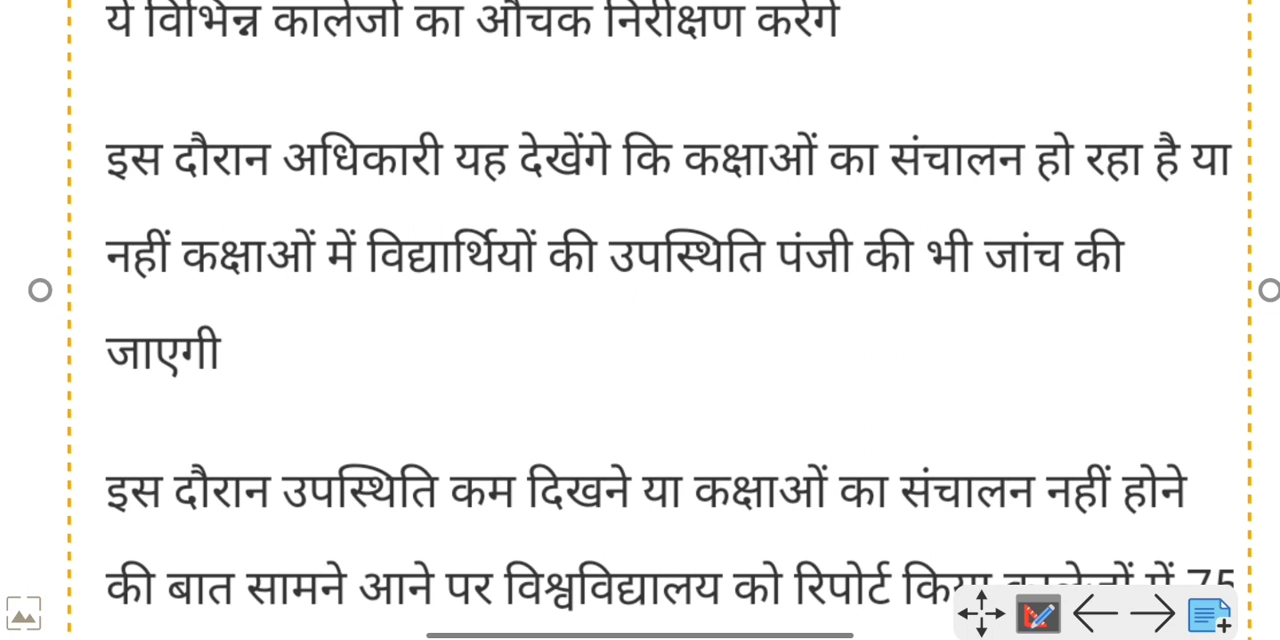 ये विभिन्न कालेजों का औचक निरीक्षण करेंगे
इस दौरान अधिकारी यह देखेंगे कि कक्षाओं का संचालन हो रहा है या
नहीं कक्षाओं में विद्यार्थियों की उपस्थिति पंजी की भी जांच की
जाएगी
इस दौरान उपस्थिति कम दिखने या कक्षाओं का संचालन नहीं होने
की बात सामने आने पर विश्वविद्यालय को रिपोर्ट किया कालेजों में 75